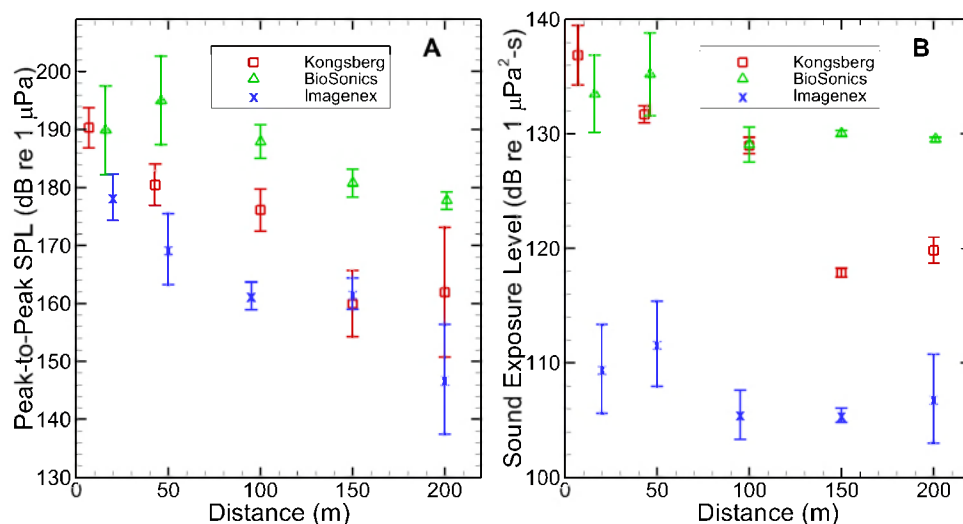 A
Kongsberg
BioSonics
Imagenex
Peak-to-Peak SPL (dB re 1 μPa)
200
190
180
170
160
150
140
130
0
50
100
150
200
Distance (m)
B
Kongsberg
BioSonics
Imagenex
Sound Exposure Level (dB re 1 μPa²-s)
140
130
120
110
100
0
50
100
150
200
Distance (m)